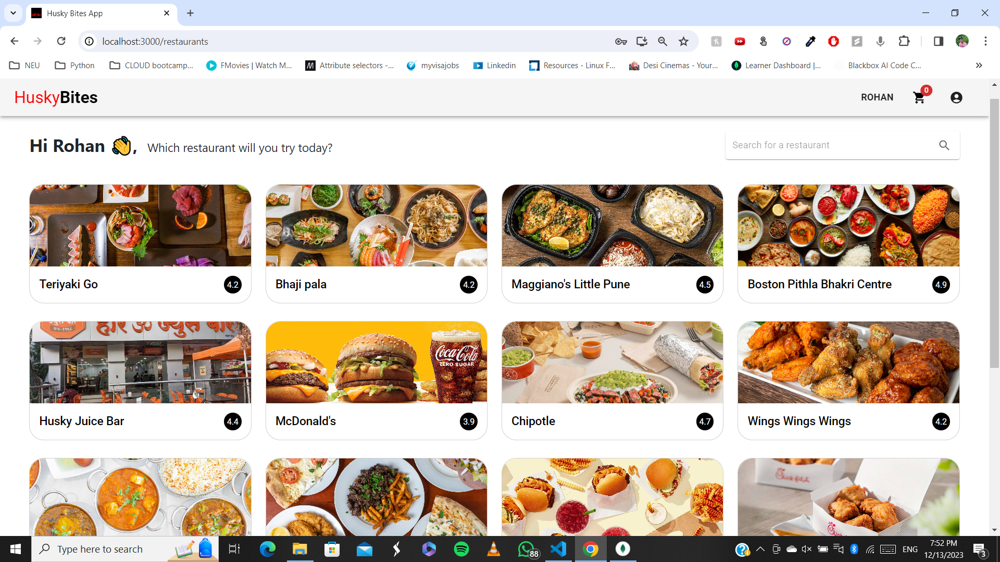 Husky Bites App
localhost:3000/restaurants
NEU
Python
CLOUD bootcamp...
FMovies | Watch M...
Attribute selectors -...
myvisajobs
Linkedin
Resources - Linux F...
Desi Cinemas - Your...
Learner Dashboard |...
Blackbox AI Code C...
HuskyBites
ROHAN
0
Hi Rohan 👋, Which restaurant will you try today?
Search for a restaurant
Teriyaki Go 4.2
Bhaji pala 4.2
Maggiano's Little Pune 4.5
Boston Pithla Bhakri Centre 4.9
Coca-Cola
ZERO SUGAR
Husky Juice Bar 4.4
McDonald's 3.9
Chipotle 4.7
Wings Wings Wings 4.2
Type here to search
88
ENG
7:52 PM
12/13/2023
3